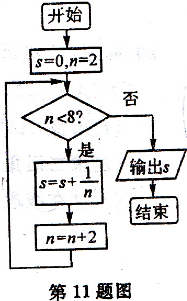 开始
s=0,n=2
n<8?
否
是
s=s+1/n
输出s
n=n+2
结束
第11题图